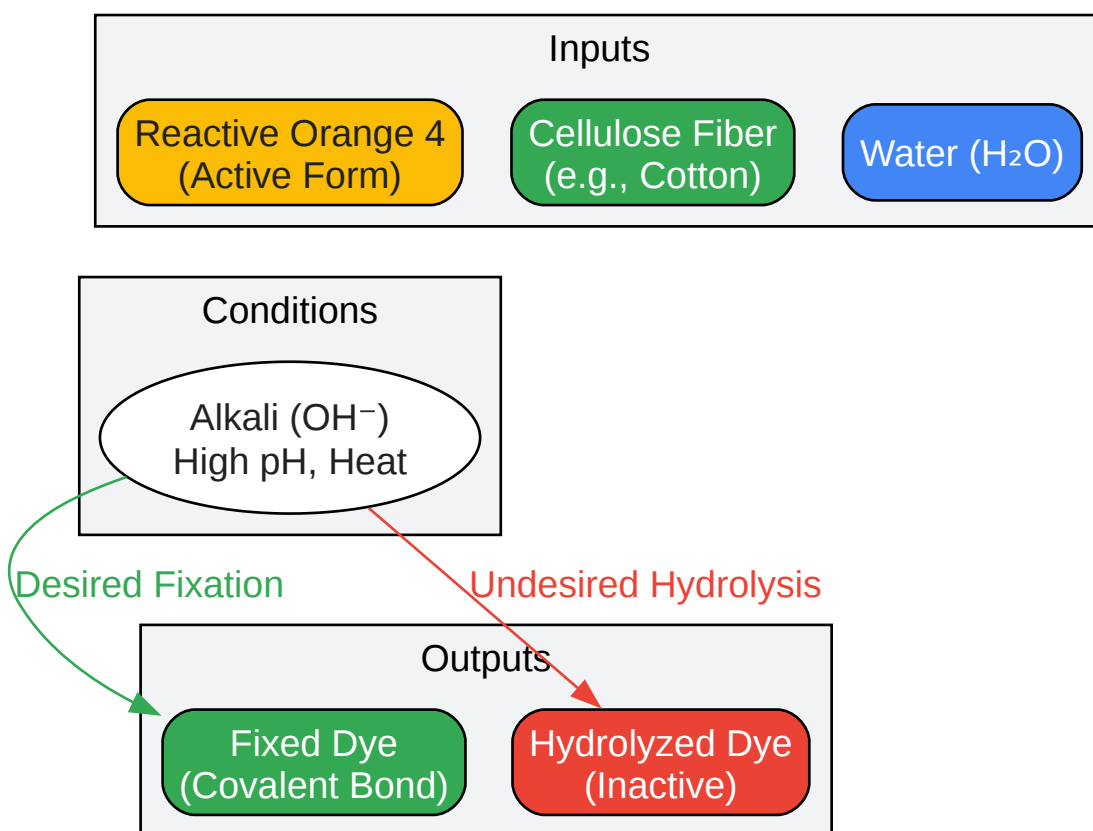 Inputs
Reactive Orange 4
(Active Form)
Cellulose Fiber
(e.g., Cotton)
Water (H₂O)
Conditions
Alkali (OH⁻)
High pH, Heat
Desired Fixation
Undesired Hydrolysis
Outputs
Fixed Dye
(Covalent Bond)
Hydrolyzed Dye
(Inactive)